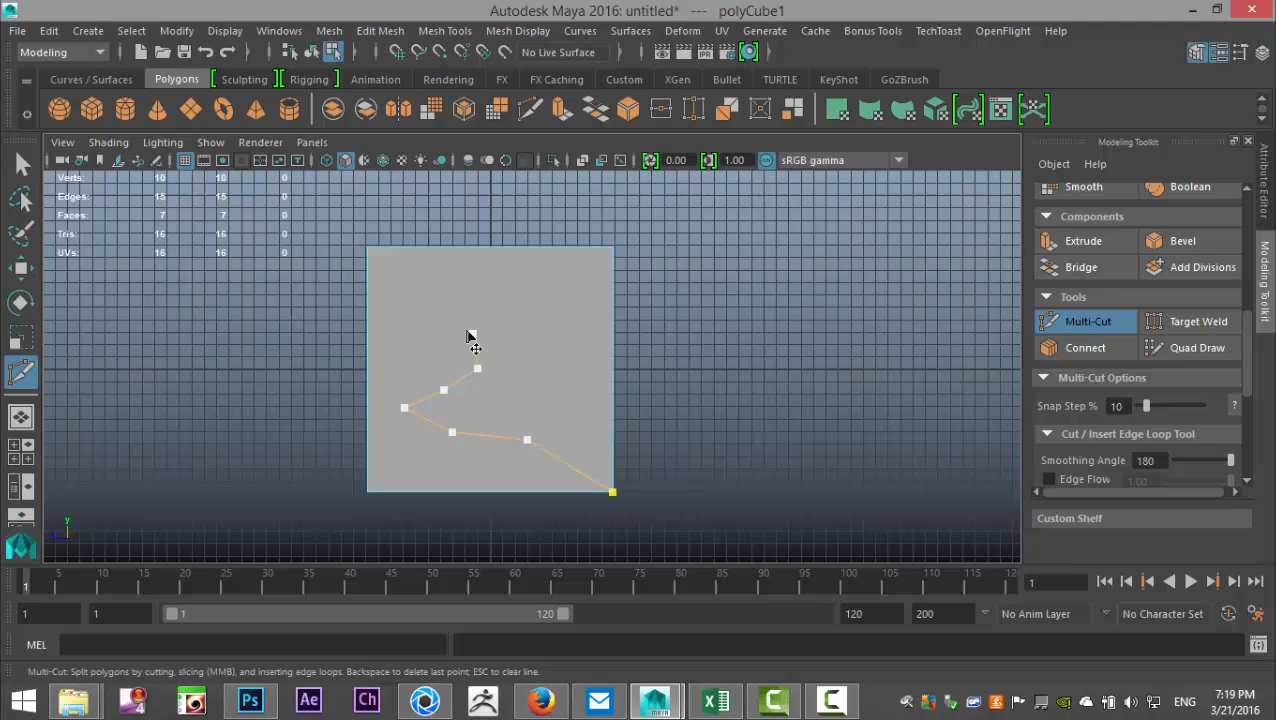 Autodesk Maya 2016: untitled* --- polyCube1
File Edit Create Select Modify Display Windows Mesh Edit Mesh Mesh Tools Mesh Display Curves Surfaces Deform UV Generate Cache Bonus Tools TechToast OpenFlight Help
Modeling No Live Surface
Curves / Surfaces Polygons Sculpting Rigging Animation Rendering FX FX Caching Custom XGen Bullet TURTLE KeyShot GoZBrush
View Shading Lighting Show Renderer Panels
Modeling Toolkit
0.00 1.00 sRGB gamma
Object Help
Verts: 10 10 0
Edges: 15 15 0
Faces: 7 7 0
Tris: 16 16 0
UVs: 16 16 0
Smooth Boolean
Components
Extrude Bevel
Bridge Add Divisions
Tools
Multi-Cut Target Weld
Connect Quad Draw
Multi-Cut Options
Snap Step % 10 ?
Cut / Insert Edge Loop Tool
Smoothing Angle 180
Edge Flow 1.00
Custom Shelf
Attribute Editor
Modeling Toolkit
y
5 10 15 20 25 30 35 40 45 50 55 60 65 70 75 80 85 90 95 100 105 110 115 12
1 1
1 1 1 120 120 200 No Anim Layer No Character Set
MEL
Multi-Cut: Split polygons by cutting, slicing (MMB), and inserting edge loops. Backspace to delete last point; ESC to clear line.
4 Ps Ae Ch MAYA ENG 7:19 PM
3/21/2016